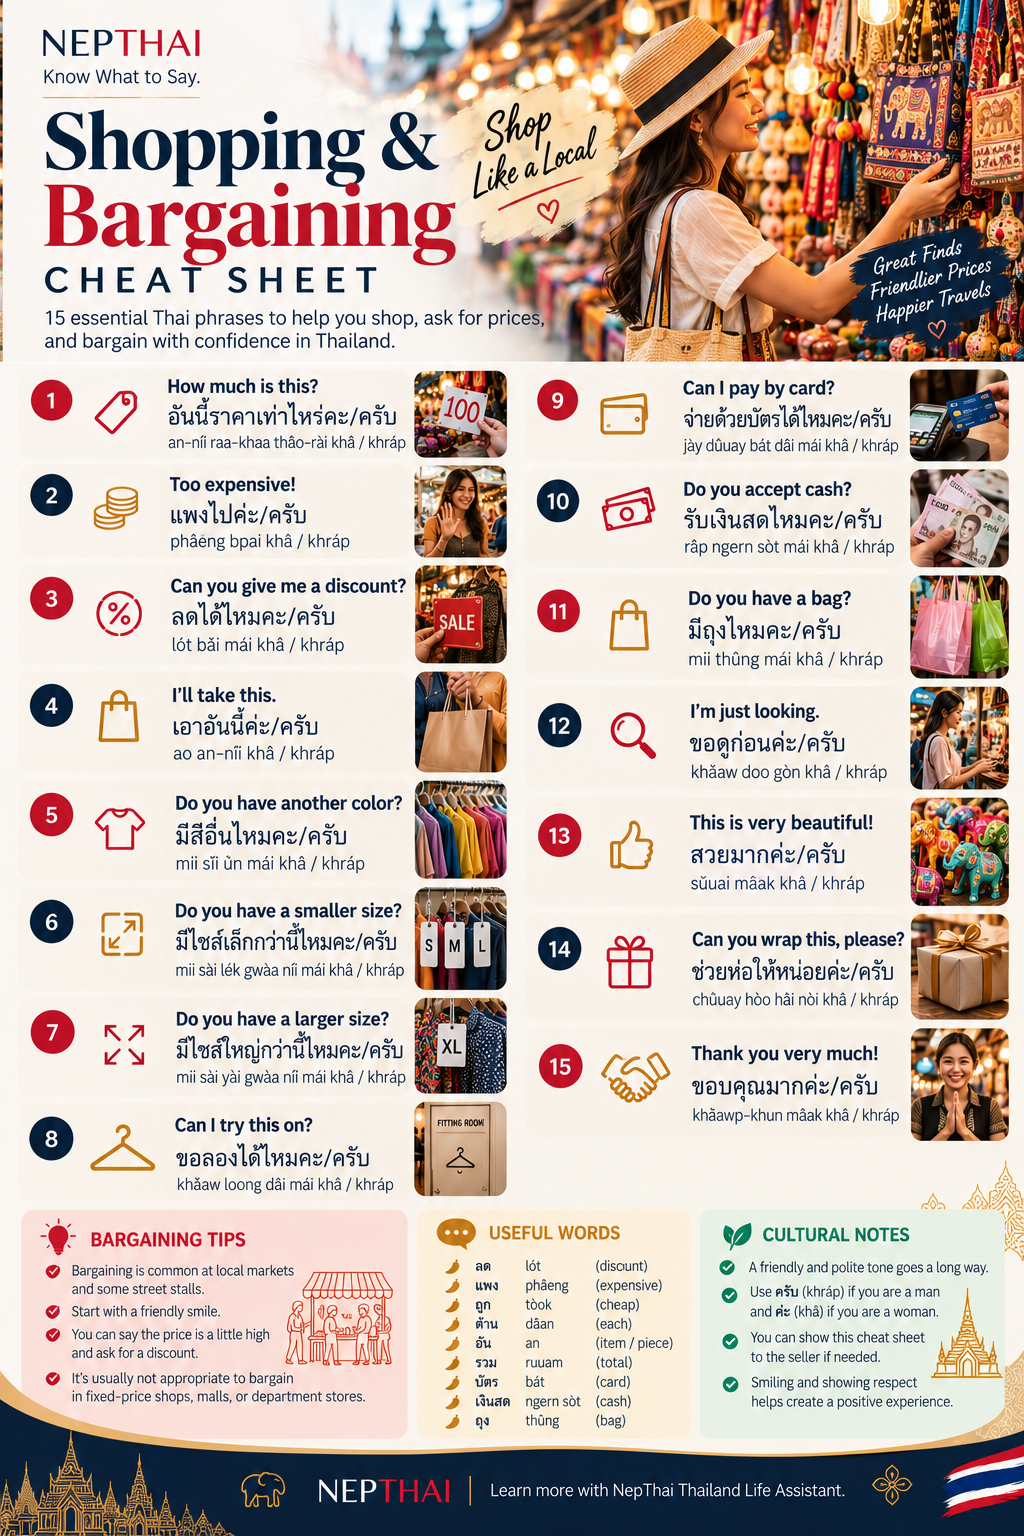 NEPTHAI
Know What to Say.
Shopping &
Bargaining
CHEAT SHEET
15 essential Thai phrases to help you shop, ask for prices,
and bargain with confidence in Thailand.
Shop
Like a Local
Great Finds
Friendlier Prices
Happier Travels
1
How much is this?
อันนี้ราคาเท่าไหร่คะ/ครับ
an-níi raa-khaa thâo-rài khâ / khráp
100
2
Too expensive!
แพงไปค่ะ/ครับ
phâēng bpai khâ / khráp
3
Can you give me a discount?
ลดได้ไหมคะ/ครับ
lót bâi mái khâ / khráp
SALE
4
I'll take this.
เอาอันนี้ค่ะ/ครับ
ao an-nîi khâ / khráp
5
Do you have another color?
มีสีอื่นไหมคะ/ครับ
mii sîi ùn mái khâ / khráp
6
Do you have a smaller size?
มีไซส์เล็กกว่านี้ไหมคะ/ครับ
mii sài lék gwàa níi mái khâ / khráp
S M L
7
Do you have a larger size?
มีไซส์ใหญ่กว่านี้ไหมคะ/ครับ
mii sài yài gwàa níi mái khâ / khráp
XL
8
Can I try this on?
ขอลองได้ไหมคะ/ครับ
khǎaw loong dâi mái khâ / khráp
FITTING ROOM
9
Can I pay by card?
จ่ายด้วยบัตรได้ไหมคะ/ครับ
jày dûuay bát dâi mái khâ / khráp
10
Do you accept cash?
รับเงินสดไหมคะ/ครับ
râp ngern sòt mái khâ / khráp
11
Do you have a bag?
มีถุงไหมคะ/ครับ
mii thûng mái khâ / khráp
12
I'm just looking.
ขอดูก่อนค่ะ/ครับ
khǎaw doo gòn khâ / khráp
13
This is very beautiful!
สวยมากค่ะ/ครับ
sǔuai mâak khâ / khráp
14
Can you wrap this, please?
ช่วยห่อให้หน่อยค่ะ/ครับ
chûuay hòo hâi nòi khâ / khráp
15
Thank you very much!
ขอบคุณมากค่ะ/ครับ
khǎawp-khun mâak khâ / khráp
BARGAINING TIPS
Bargaining is common at local markets
and some street stalls.
Start with a friendly smile.
You can say the price is a little high
and ask for a discount.
It's usually not appropriate to bargain
in fixed-price shops, malls, or department stores.
USEFUL WORDS
ลด lót (discount)
แพง phâeng (expensive)
ถูก tòok (cheap)
ต้าน dâan (each)
อัน an (item / piece)
รวม ruuam (total)
บัตร bát (card)
เงินสด ngern sòt (cash)
ถุง thûng (bag)
CULTURAL NOTES
A friendly and polite tone goes a long way.
Use ครับ (khráp) if you are a man
and ค่ะ (khâ) if you are a woman.
You can show this cheat sheet
to the seller if needed.
Smiling and showing respect
helps create a positive experience.
NEPTHAI
Learn more with NepThai Thailand Life Assistant.